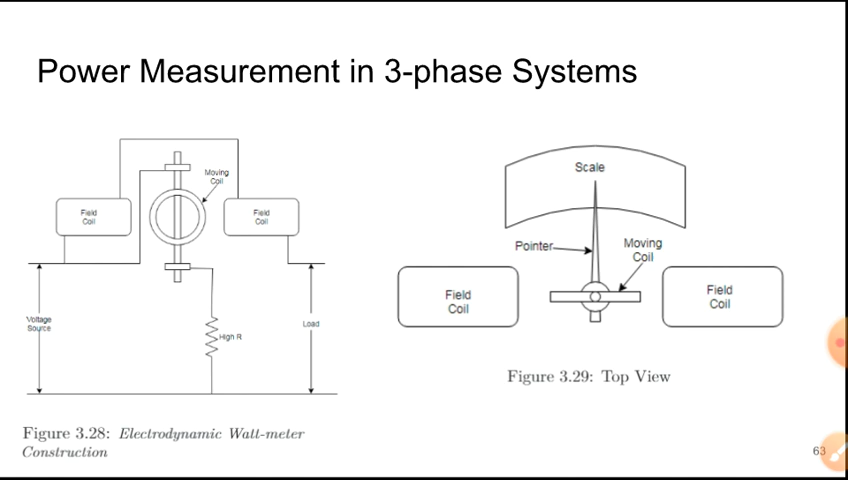 Power Measurement in 3-phase Systems
Moving
Coil
Field
Coil
Field
Coil
Voltage
Source
High R
Load
Figure 3.28: Electrodynamic Watt-meter
Construction
Scale
Pointer
Moving
Coil
Field
Coil
Field
Coil
Figure 3.29: Top View
63